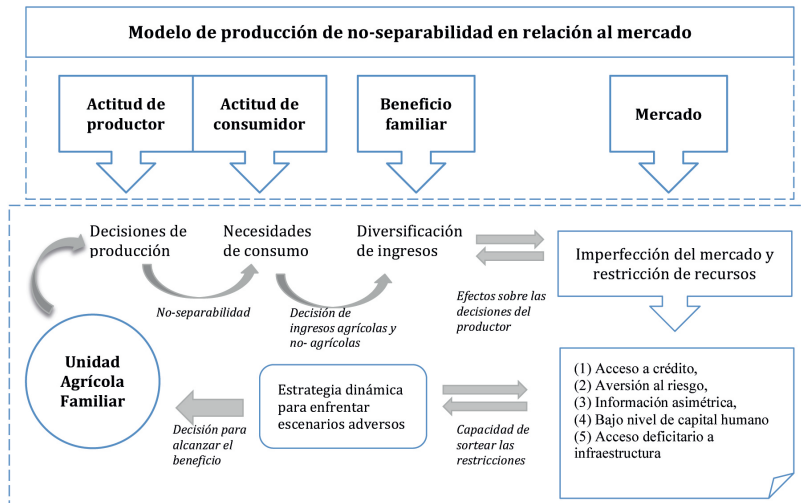 Modelo de producción de no-separabilidad en relación al mercado
Actitud de
productor
Actitud de
consumidor
Beneficio
familiar
Mercado
Decisiones de
producción
Necesidades
de consumo
Diversificación
de ingresos
Imperfección del mercado y
restricción de recursos
No-separabilidad
Decisión de
ingresos agrícolas y
no- agrícolas
Efectos sobre las
decisiones del
productor
Unidad
Agrícola
Familiar
Decisión para
alcanzar el
beneficio
Estrategia dinámica
para enfrentar
escenarios adversos
Capacidad de
sortear las
restricciones
(1) Acceso a crédito,
(2) Aversión al riesgo,
(3) Información asimétrica,
(4) Bajo nivel de capital humano
(5) Acceso deficitario a
infraestructura